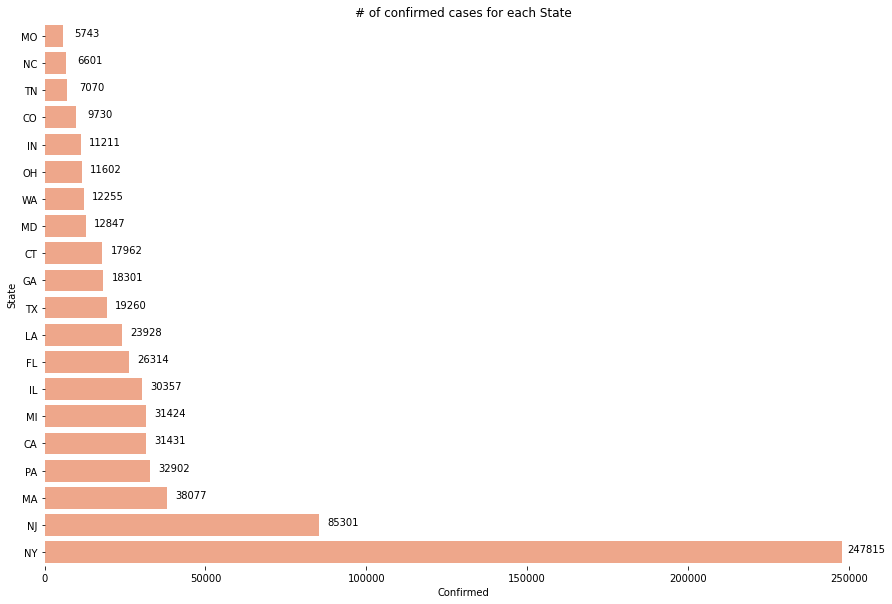 # of confirmed cases for each State
MO 5743
NC 6601
TN 7070
CO 9730
IN 11211
OH 11602
WA 12255
MD 12847
CT 17962
GA 18301
State
TX 19260
LA 23928
FL 26314
IL 30357
MI 31424
CA 31431
PA 32902
MA 38077
NJ 85301
NY 247815
0 50000 100000 150000 200000 250000
Confirmed